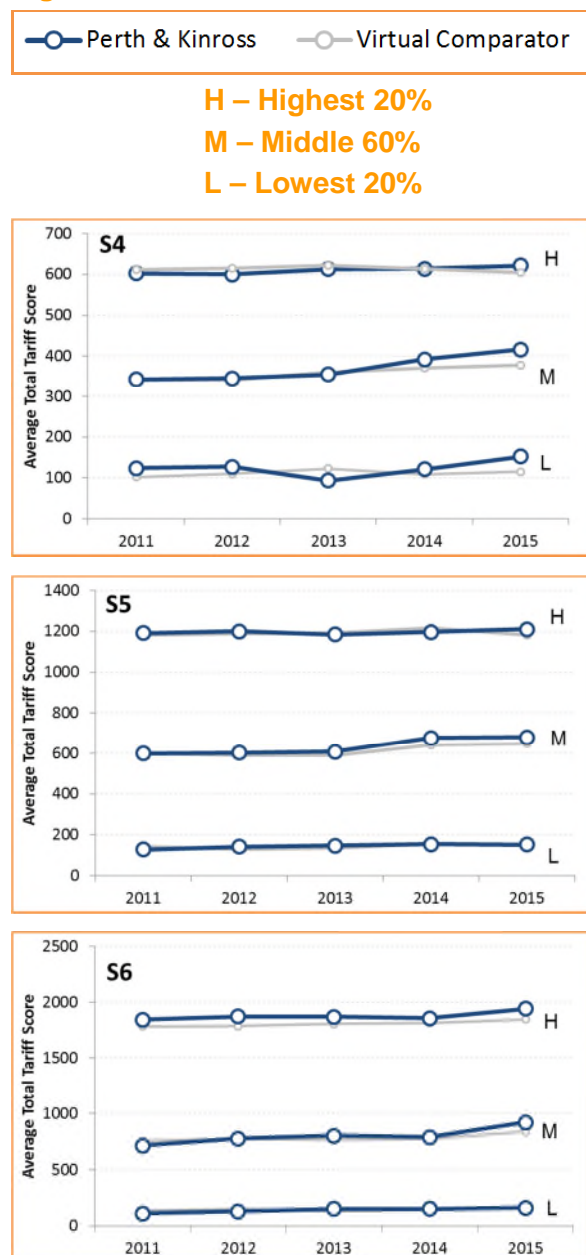 Perth & Kinross Virtual Comparator
H – Highest 20%
M – Middle 60%
L – Lowest 20%
S4
Average Total Tariff Score
700
600
500
400
300
200
100
0
H
M
L
2011 2012 2013 2014 2015
S5
Average Total Tariff Score
1400
1200
1000
800
600
400
200
0
H
M
L
2011 2012 2013 2014 2015
S6
Average Total Tariff Score
2500
2000
1500
1000
500
0
H
M
L
2011 2012 2013 2014 2015